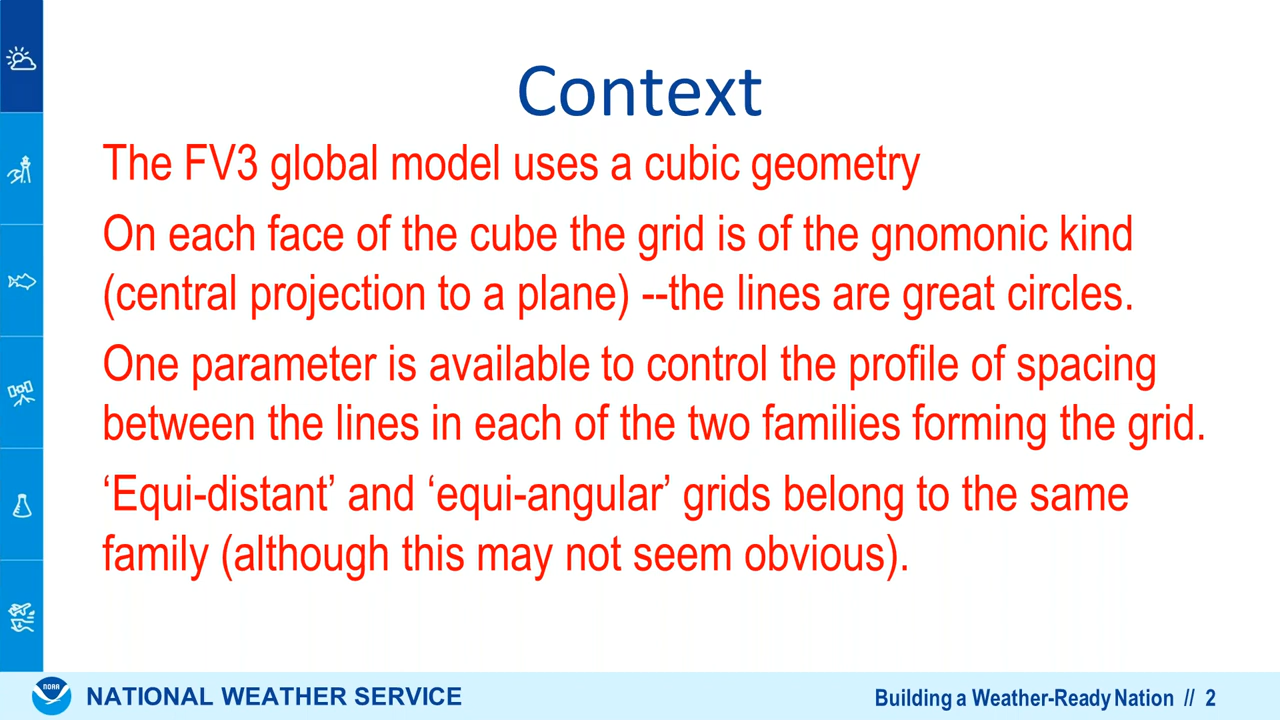 Context
The FV3 global model uses a cubic geometry
On each face of the cube the grid is of the gnomonic kind
(central projection to a plane) --the lines are great circles.
One parameter is available to control the profile of spacing
between the lines in each of the two families forming the grid.
‘Equi-distant’ and ‘equi-angular’ grids belong to the same
family (although this may not seem obvious).
NOAA
NATIONAL WEATHER SERVICE
Building a Weather-Ready Nation // 2